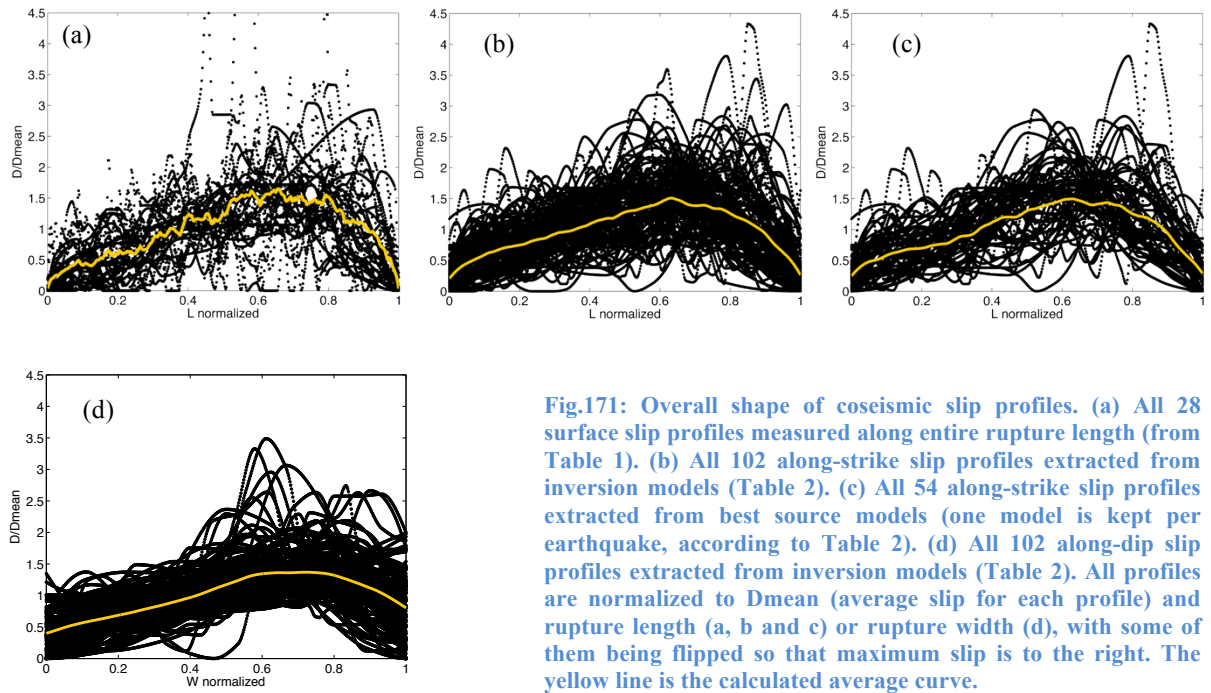 (a)
4.5
4
3.5
3
2.5
2
1.5
1
0.5
0
D/Dmean
0 0.2 0.4 0.6 0.8 1
L normalized
(b)
4.5
4
3.5
3
2.5
2
1.5
1
0.5
0
D/Dmean
0 0.2 0.4 0.6 0.8 1
L normalized
(c)
4.5
4
3.5
3
2.5
2
1.5
1
0.5
0
D/Dmean
0 0.2 0.4 0.6 0.8 1
L normalized
(d)
4.5
4
3.5
3
2.5
2
1.5
1
0.5
0
D/Dmean
0 0.2 0.4 0.6 0.8 1
W normalized
Fig.171: Overall shape of coseismic slip profiles. (a) All 28
surface slip profiles measured along entire rupture length (from
Table 1). (b) All 102 along-strike slip profiles extracted from
inversion models (Table 2). (c) All 54 along-strike slip profiles
extracted from best source models (one model is kept per
earthquake, according to Table 2). (d) All 102 along-dip slip
profiles extracted from inversion models (Table 2). All profiles
are normalized to Dmean (average slip for each profile) and
rupture length (a, b and c) or rupture width (d), with some of
them being flipped so that maximum slip is to the right. The
yellow line is the calculated average curve.